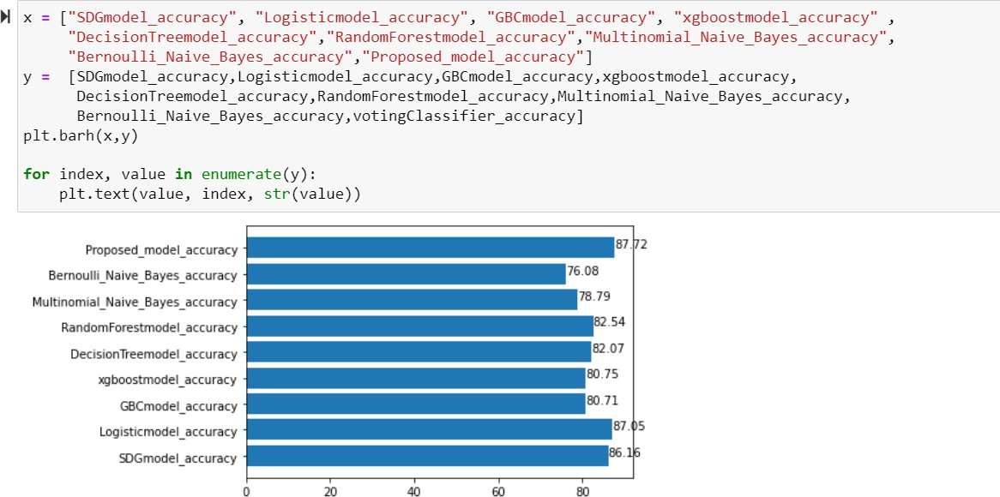 x = ["SDGmodel_accuracy", "Logisticmodel_accuracy", "GBCmodel_accuracy", "xgboostmodel_accuracy" ,
"DecisionTreemodel_accuracy","RandomForestmodel_accuracy","Multinomial_Naive_Bayes_accuracy",
"Bernoulli_Naive_Bayes_accuracy","Proposed_model_accuracy"]
y =  [SDGmodel_accuracy,Logisticmodel_accuracy,GBCmodel_accuracy,xgboostmodel_accuracy,
DecisionTreemodel_accuracy,RandomForestmodel_accuracy,Multinomial_Naive_Bayes_accuracy,
Bernoulli_Naive_Bayes_accuracy,votingClassifier_accuracy]
plt.barh(x,y)
for index, value in enumerate(y):
    plt.text(value, index, str(value))
Proposed_model_accuracy 87.72
Bernoulli_Naive_Bayes_accuracy 76.08
Multinomial_Naive_Bayes_accuracy 78.79
RandomForestmodel_accuracy 82.54
DecisionTreemodel_accuracy 82.07
xgboostmodel_accuracy 80.75
GBCmodel_accuracy 80.71
Logisticmodel_accuracy 87.05
SDGmodel_accuracy 86.16
0 20 40 60 80